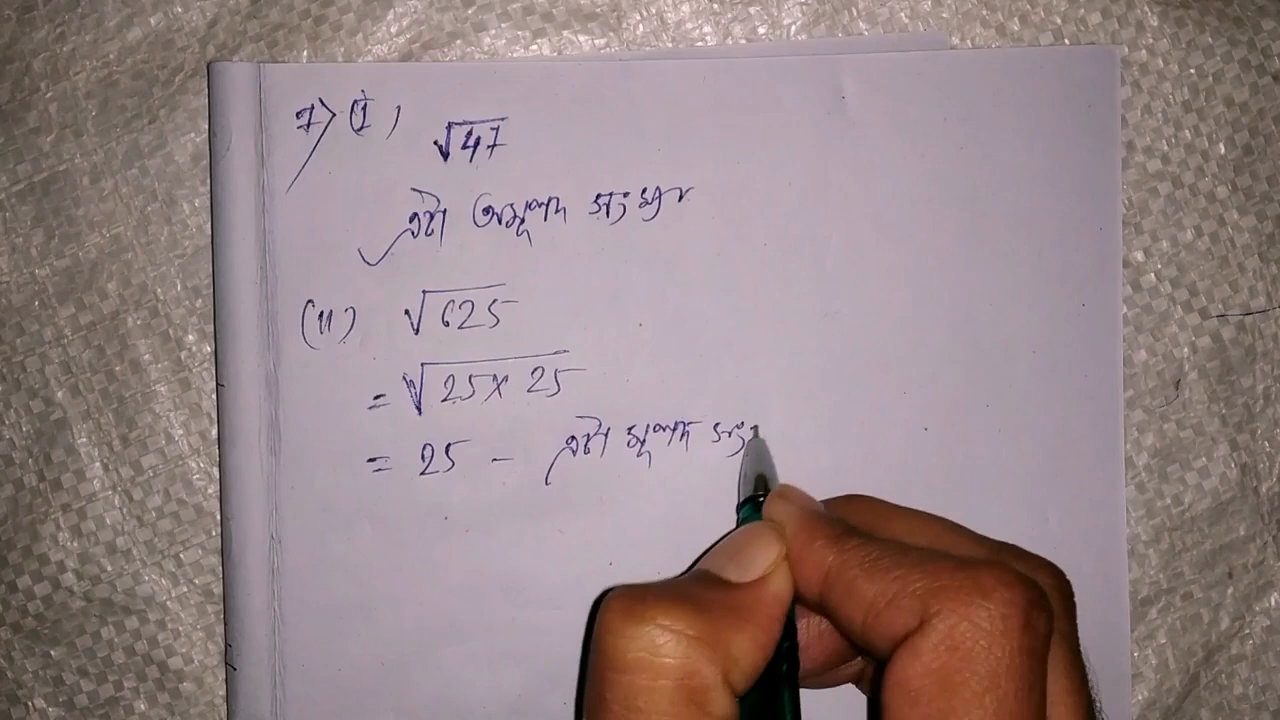 7) (I) √47
এটা অমূলদ সংখ্যা
(II) √625
= √25 × 25
= 25 - এটা মূলদ সং